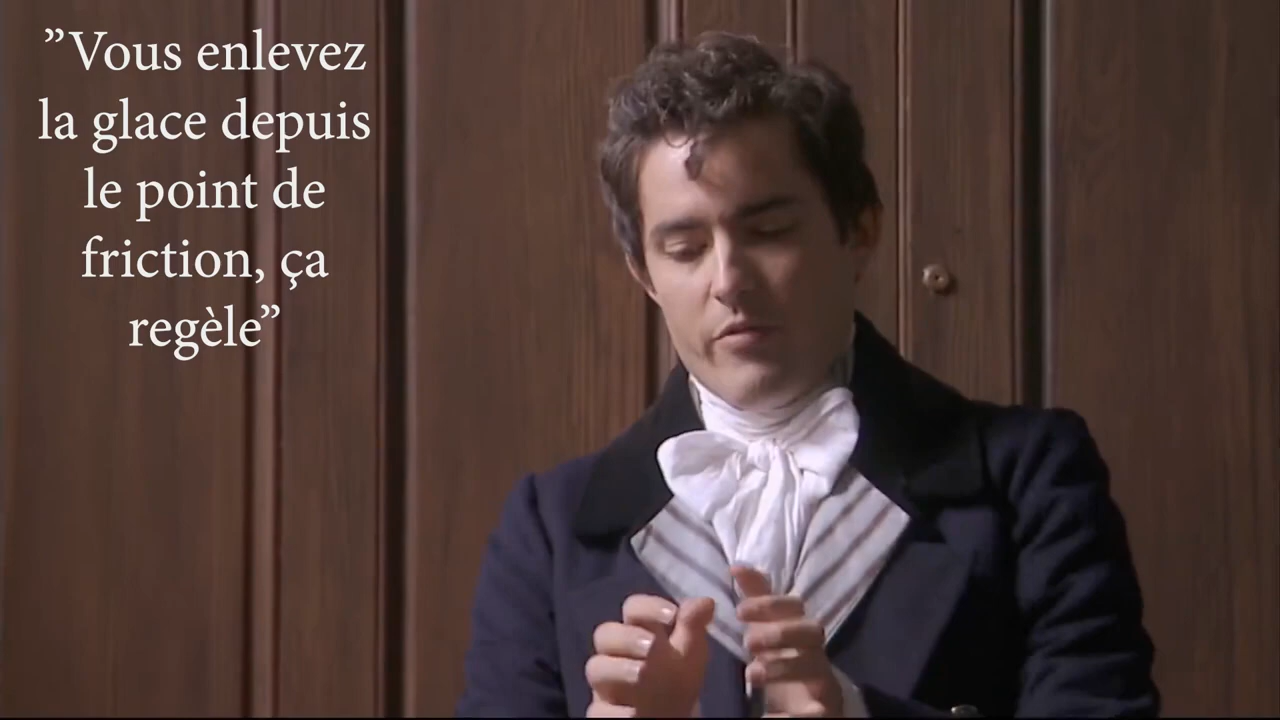 ”Vous enlevez
la glace depuis
le point de
friction, ça
regèle”